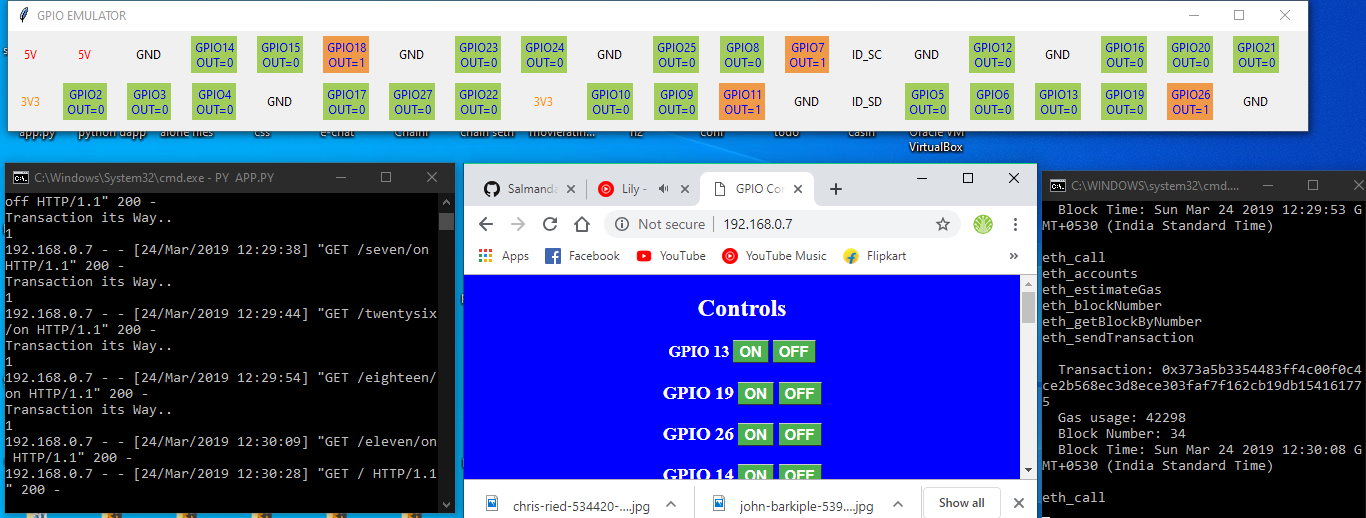 GPIO EMULATOR
5V 5V GND GPIO14 GPIO15 GPIO18 GND GPIO23 GPIO24 GND GPIO25 GPIO8 GPIO7 ID_SC GND GPIO12 GND GPIO16 GPIO20 GPIO21
OUT=0 OUT=0 OUT=1 OUT=0 OUT=0 OUT=0 OUT=0 OUT=1 OUT=0 OUT=0 OUT=0 OUT=0
3V3 GPIO2 GPIO3 GPIO4 GND GPIO17 GPIO27 GPIO22 3V3 GPIO10 GPIO9 GPIO11 GND ID_SD GPIO5 GPIO6 GPIO13 GPIO19 GPIO26 GND
OUT=0 OUT=0 OUT=0 OUT=0 OUT=0 OUT=0 OUT=0 OUT=0 OUT=1 OUT=0 OUT=0 OUT=0 OUT=0 OUT=1
app.py python dapp alone files css e-chat Chain1 chain seth movieratin... n2 conf todo casin Oracle VM
VirtualBox
C:\Windows\System32\cmd.exe - PY APP.PY
off HTTP/1.1" 200 -
Transaction its Way..
1
192.168.0.7 - - [24/Mar/2019 12:29:38] "GET /seven/on
HTTP/1.1" 200 -
Transaction its Way..
1
192.168.0.7 - - [24/Mar/2019 12:29:44] "GET /twentysix
/on HTTP/1.1" 200 -
Transaction its Way..
1
192.168.0.7 - - [24/Mar/2019 12:29:54] "GET /eighteen/
on HTTP/1.1" 200 -
Transaction its Way..
1
192.168.0.7 - - [24/Mar/2019 12:30:09] "GET /eleven/on
HTTP/1.1" 200 -
192.168.0.7 - - [24/Mar/2019 12:30:28] "GET / HTTP/1.1
" 200 -
Salmanda Lily - GPIO Con
Not secure 192.168.0.7
Apps Facebook YouTube YouTube Music Flipkart »
Controls
GPIO 13 ON OFF
GPIO 19 ON OFF
GPIO 26 ON OFF
GPIO 14 ON OFF
chris-ried-534420-....jpg john-barkiple-539....jpg Show all
C:\WINDOWS\system32\cmd....
Block Time: Sun Mar 24 2019 12:29:53 G
MT+0530 (India Standard Time)
eth_call
eth_accounts
eth_estimateGas
eth_blockNumber
eth_getBlockByNumber
eth_sendTransaction
Transaction: 0x373a5b3354483ff4c00f0c4
ce2b568ec3d8ece303faf7f162cb19db15416177
5
Gas usage: 42298
Block Number: 34
Block Time: Sun Mar 24 2019 12:30:08 G
MT+0530 (India Standard Time)
eth_call